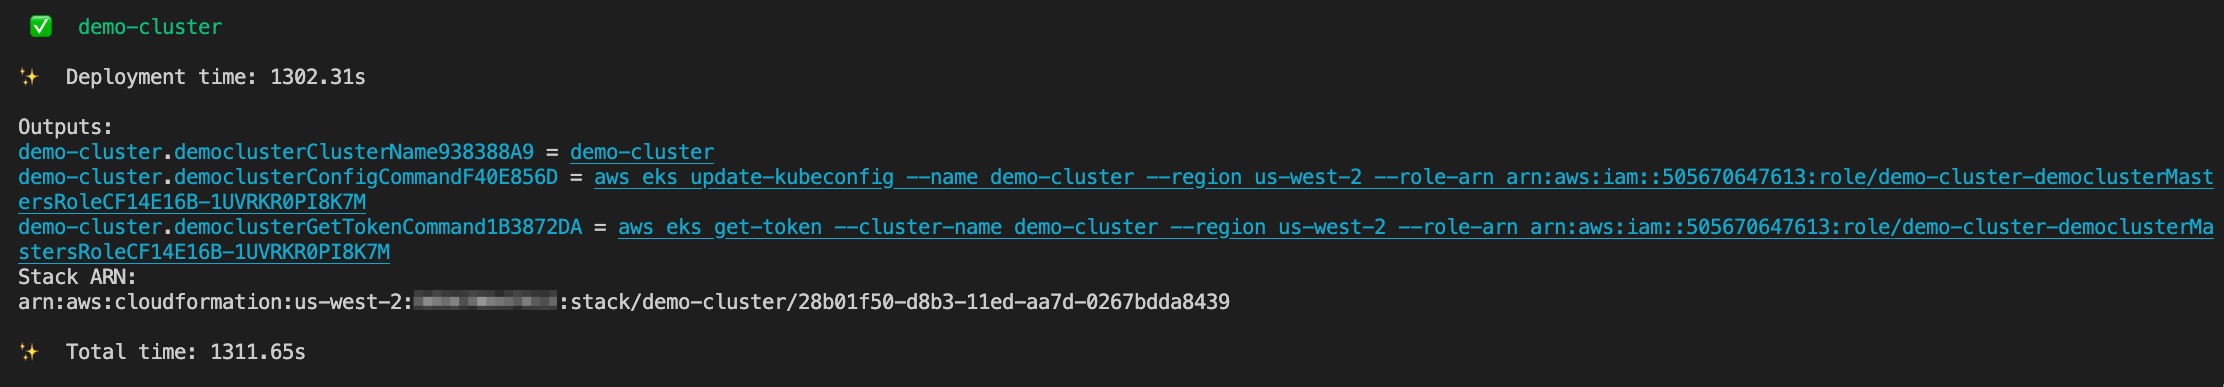 ✅ demo-cluster
✨ Deployment time: 1302.31s
Outputs:
demo-cluster.democlusterClusterName938388A9 = demo-cluster
demo-cluster.democlusterConfigCommandF40E856D = aws eks update-kubeconfig --name demo-cluster --region us-west-2 --role-arn arn:aws:iam::505670647613:role/demo-cluster-democlusterMast
ersRoleCF14E16B-1UVRKR0PI8K7M
demo-cluster.democlusterGetTokenCommand1B3872DA = aws eks get-token --cluster-name demo-cluster --region us-west-2 --role-arn arn:aws:iam::505670647613:role/demo-cluster-democlusterMa
stersRoleCF14E16B-1UVRKR0PI8K7M
Stack ARN:
arn:aws:cloudformation:us-west-2::stack/demo-cluster/28b01f50-d8b3-11ed-aa7d-0267bdda8439
✨ Total time: 1311.65s